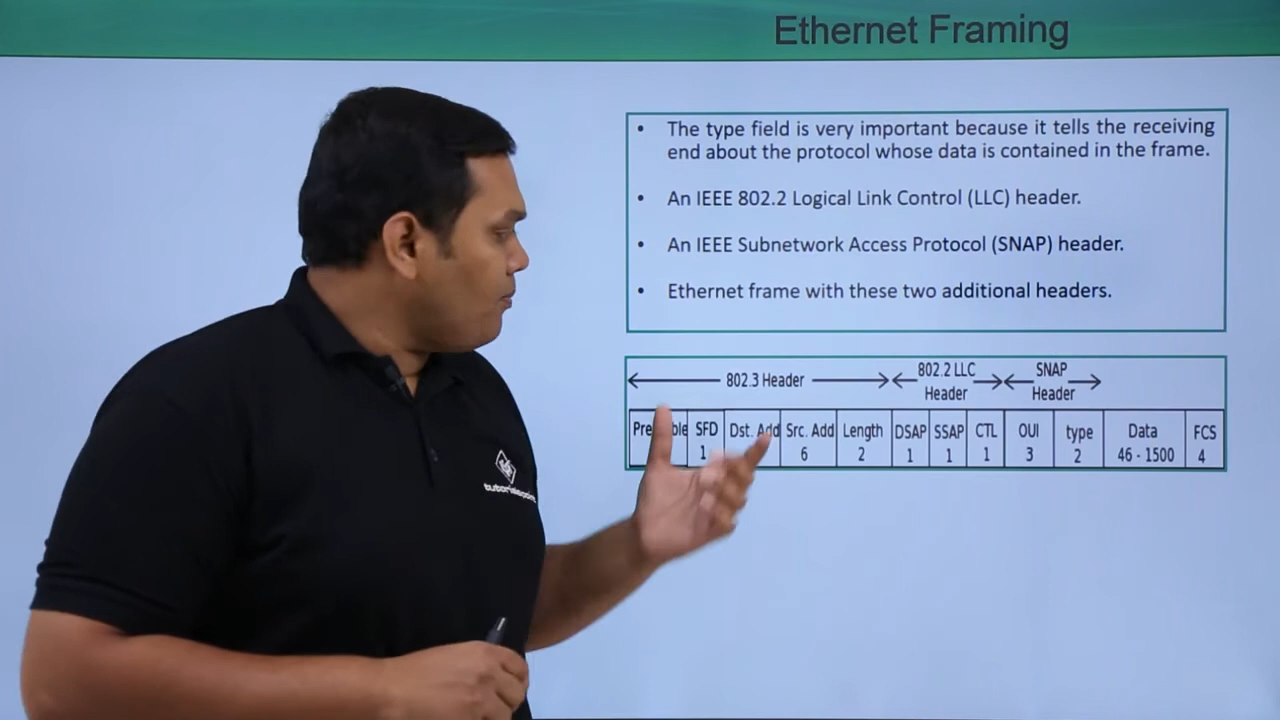 Ethernet Framing
• The type field is very important because it tells the receiving
end about the protocol whose data is contained in the frame.
• An IEEE 802.2 Logical Link Control (LLC) header.
• An IEEE Subnetwork Access Protocol (SNAP) header.
• Ethernet frame with these two additional headers.
802.3 Header
802.2 LLC
Header
SNAP
Header
SFD Dst. Add Src. Add Length DSAP SSAP CTL OUI type Data FCS
1 6 2 1 1 1 3 2 46 - 1500 4
tutorialspoint